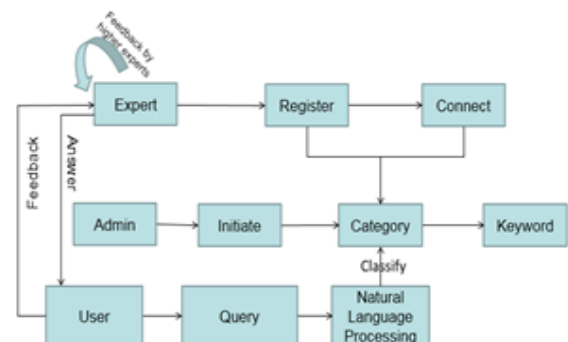 Feedback by
higher experts
Expert
Register
Connect
Feedback
Answer
Admin
Initiate
Category
Keyword
Classify
User
Query
Natural
Language
Processing